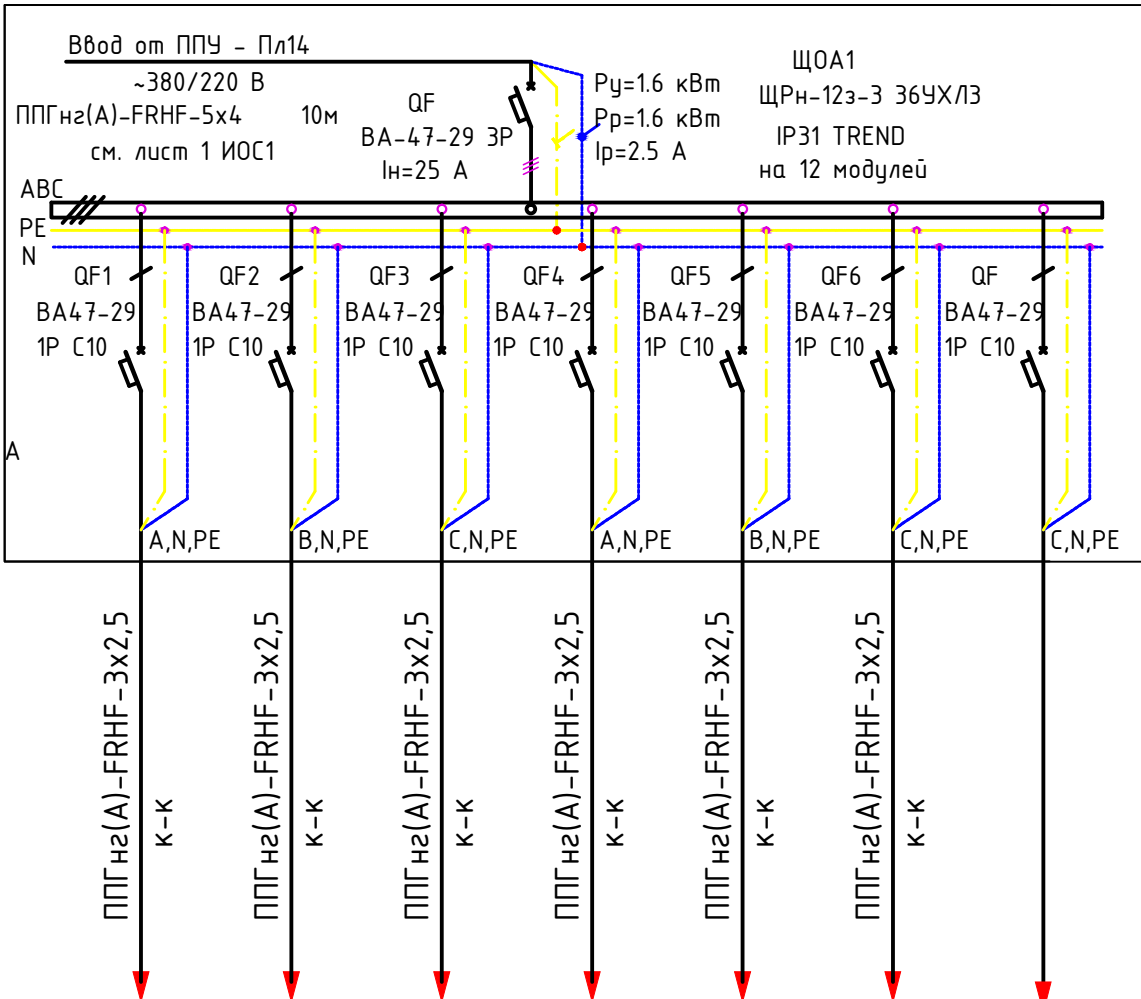 Ввод от ППУ - Пл14
~380/220 В
ППГнг(А)-FRHF-5х4 10м
см. лист 1 ИОС1
QF
ВА-47-29 3Р
Iн=25 А
Ру=1.6 кВт
Рр=1.6 кВт
Iр=2.5 А
ЩОА1
ЩРн-12з-3 36УХЛ3
IP31 TREND
на 12 модулей
АВС
РЕ
N
QF1
ВА47-29
1Р С10
QF2
ВА47-29
1Р С10
QF3
ВА47-29
1Р С10
QF4
ВА47-29
1Р С10
QF5
ВА47-29
1Р С10
QF6
ВА47-29
1Р С10
QF
ВА47-29
1Р С10
А
A,N,PE
B,N,PE
C,N,PE
A,N,PE
B,N,PE
C,N,PE
C,N,PE
ППГнг(А)-FRHF-3х2,5
К-К
ППГнг(А)-FRHF-3х2,5
К-К
ППГнг(А)-FRHF-3х2,5
К-К
ППГнг(А)-FRHF-3х2,5
К-К
ППГнг(А)-FRHF-3х2,5
К-К
ППГнг(А)-FRHF-3х2,5
К-К